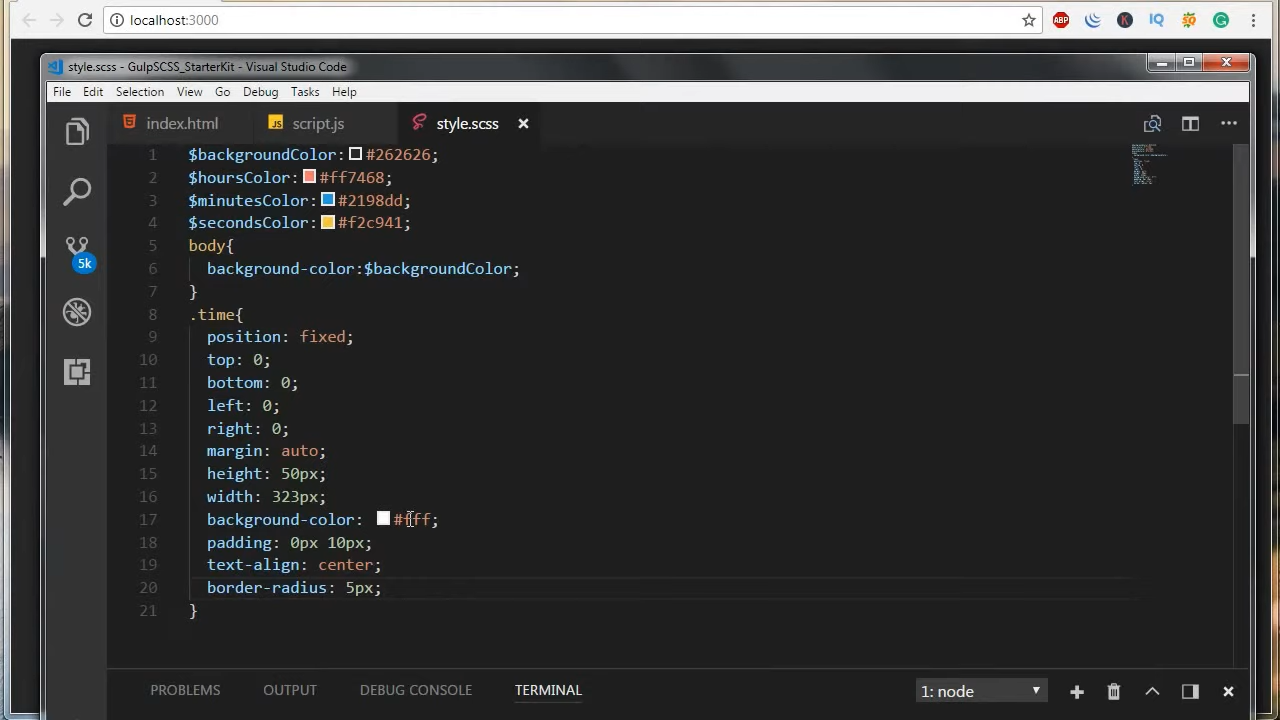 localhost:3000
ABP
K
IQ
style.scss - GulpSCSS_StarterKit - Visual Studio Code
File Edit Selection View Go Debug Tasks Help
index.html JS script.js style.scss
1 $backgroundColor: #262626;
2 $hoursColor: #ff7468;
3 $minutesColor: #2198dd;
4 $secondsColor: #f2c941;
5 body{
6 background-color:$backgroundColor;
7 }
8 .time{
9 position: fixed;
10 top: 0;
11 bottom: 0;
12 left: 0;
13 right: 0;
14 margin: auto;
15 height: 50px;
16 width: 323px;
17 background-color: #fff;
18 padding: 0px 10px;
19 text-align: center;
20 border-radius: 5px;
21 }
5k
PROBLEMS OUTPUT DEBUG CONSOLE TERMINAL 1: node